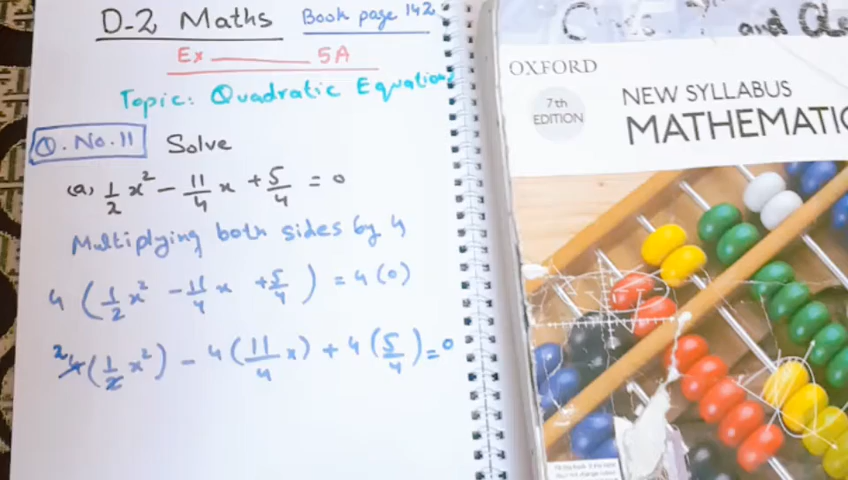 D-2 Maths Book page 142
Ex 5A
Topic: Quadratic Equations
Q. No. 11 Solve
(a) 1/2 x² - 11/4 x + 5/4 = 0
Multiplying both sides by 4
4 (1/2 x² - 11/4 x + 5/4) = 4 (0)
2 4 (1/2 x²) - 4 (11/4 x) + 4 (5/4) = 0
and
OXFORD
7th
EDITION
NEW SYLLABUS
MATHEMATIC